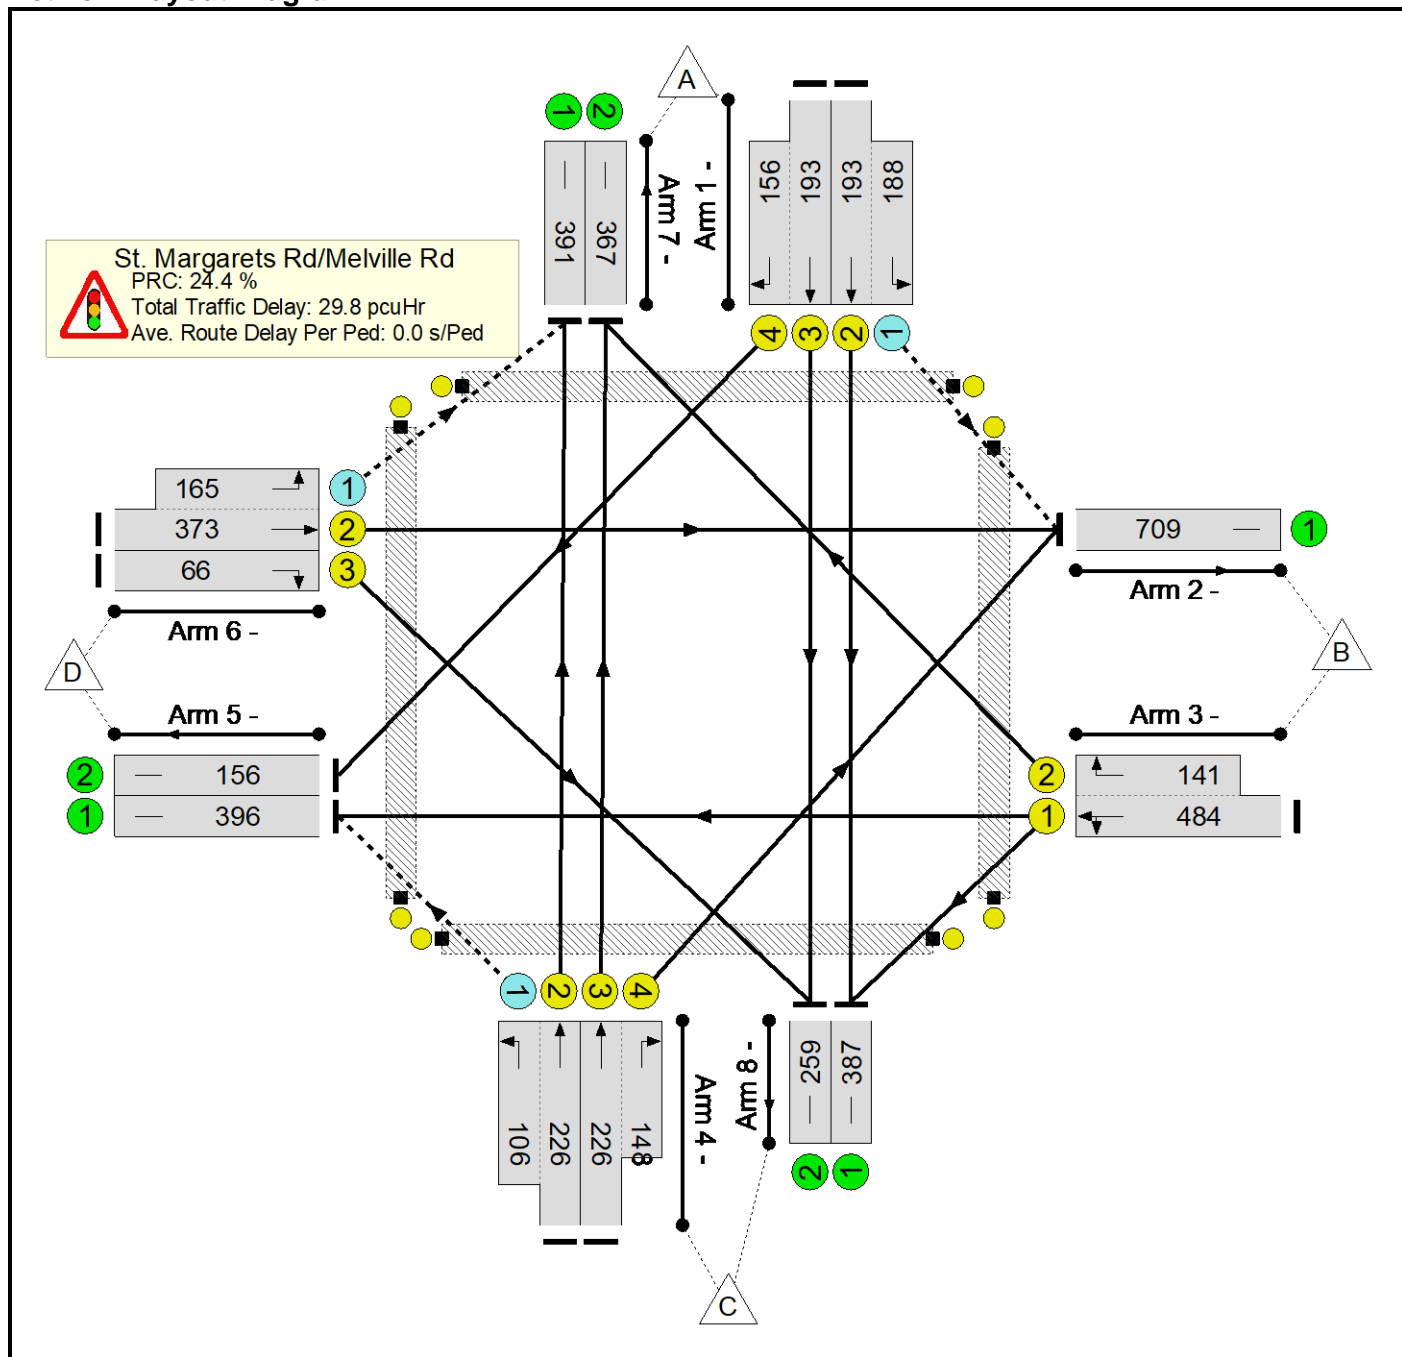 A
1
2
391
367
Arm 7 -
Arm 1 -
156
193
193
188
4
3
2
1
St. Margarets Rd/Melville Rd
PRC: 24.4 %
Total Traffic Delay: 29.8 pcuHr
Ave. Route Delay Per Ped: 0.0 s/Ped
165
1
373
2
66
3
Arm 6 -
D
Arm 5 -
2
156
1
396
709
1
Arm 2 -
B
Arm 3 -
2
141
1
484
1
2
3
4
106
226
226
148
Arm 4 -
Arm 8 -
259
387
2
1
C